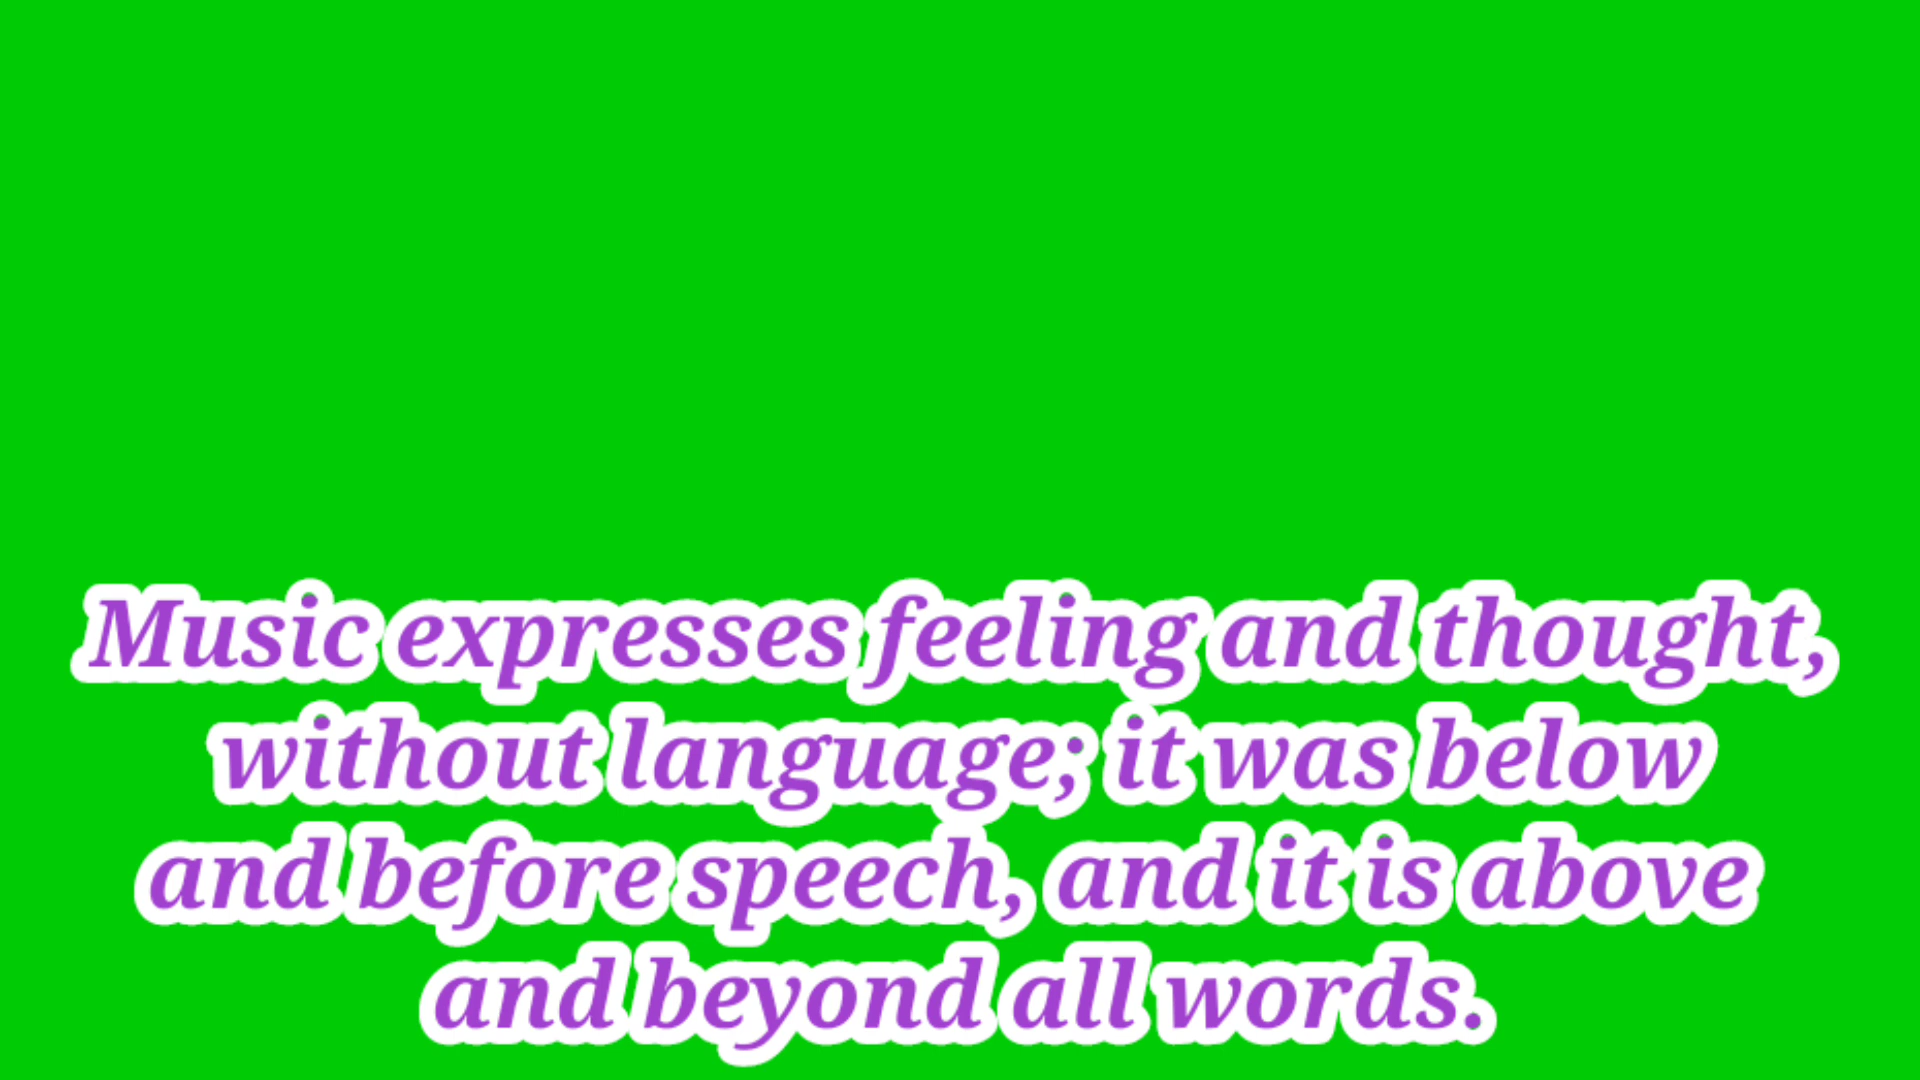 Music expresses feeling and thought,
without language; it was below
and before speech, and it is above
and beyond all words.